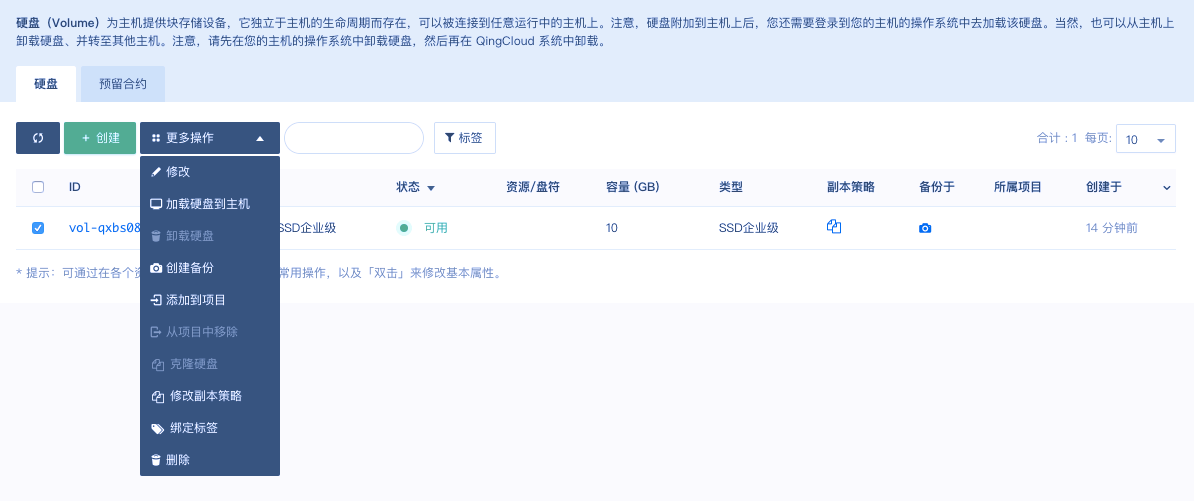 硬盘（Volume）为主机提供块存储设备，它独立于主机的生命周期而存在，可以被连接到任意运行中的主机上。注意，硬盘附加到主机上后，您还需要登录到您的主机的操作系统中去加载该硬盘。当然，也可以从主机上
卸载硬盘、并转至其他主机。注意，请先在您的主机的操作系统中卸载硬盘，然后再在 QingCloud 系统中卸载。
硬盘 预留合约
+ 创建 更多操作 标签 合计：1 每页: 10
ID 状态 资源/盘符 容量 (GB) 类型 副本策略 备份于 所属项目 创建于
vol-qxbs08 SSD企业级 可用 10 SSD企业级 14 分钟前
* 提示：可通过在各个 常用操作，以及「双击」来修改基本属性。
修改
加载硬盘到主机
卸载硬盘
创建备份
添加到项目
从项目中移除
克隆硬盘
修改副本策略
绑定标签
删除